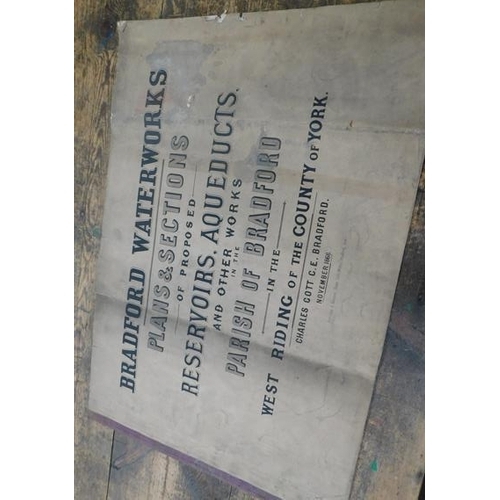 BRADFORD WATERWORKS
PLANS & SECTIONS
OF PROPOSED
RESERVOIRS, AQUEDUCTS,
AND OTHER WORKS
IN THE
PARISH OF BRADFORD
IN THE
WEST RIDING OF THE COUNTY OF YORK.
CHARLES GOTT C.E. BRADFORD.
NOVEMBER, 1868